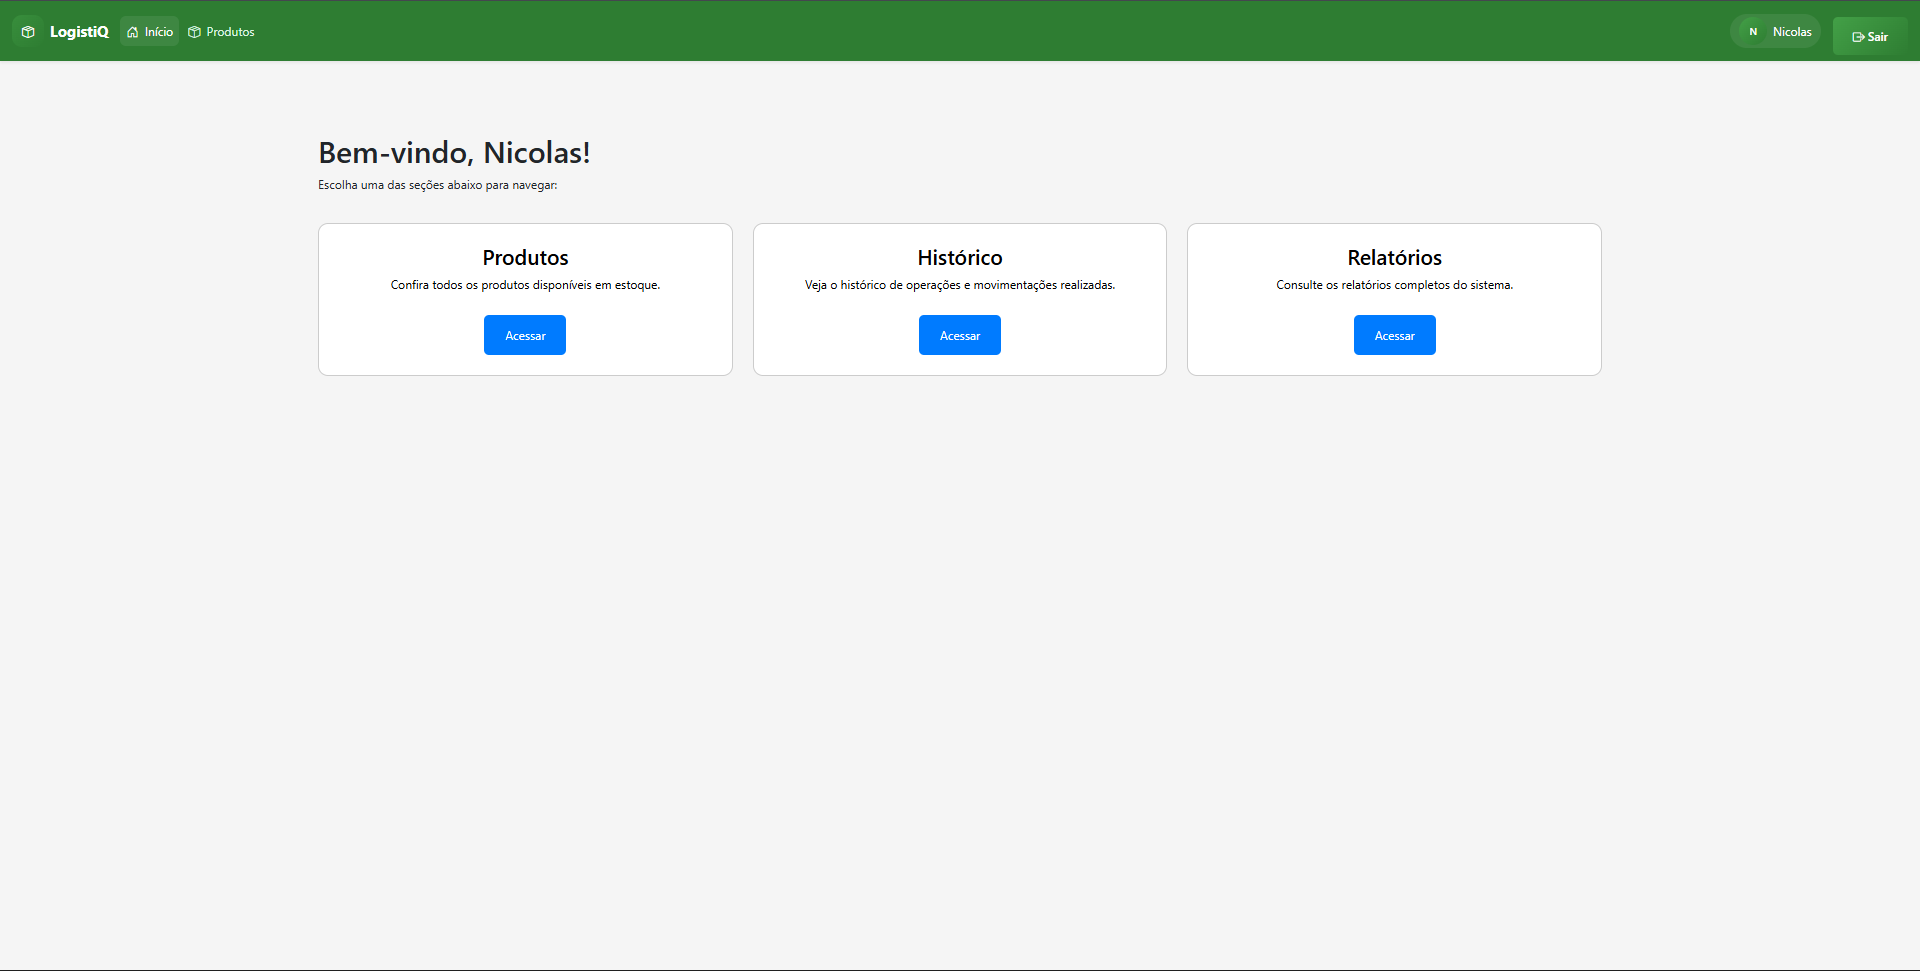 LogistiQ Início Produtos N Nicolas Sair
Bem-vindo, Nicolas!
Escolha uma das seções abaixo para navegar:
Produtos
Confira todos os produtos disponíveis em estoque.
Acessar
Histórico
Veja o histórico de operações e movimentações realizadas.
Acessar
Relatórios
Consulte os relatórios completos do sistema.
Acessar